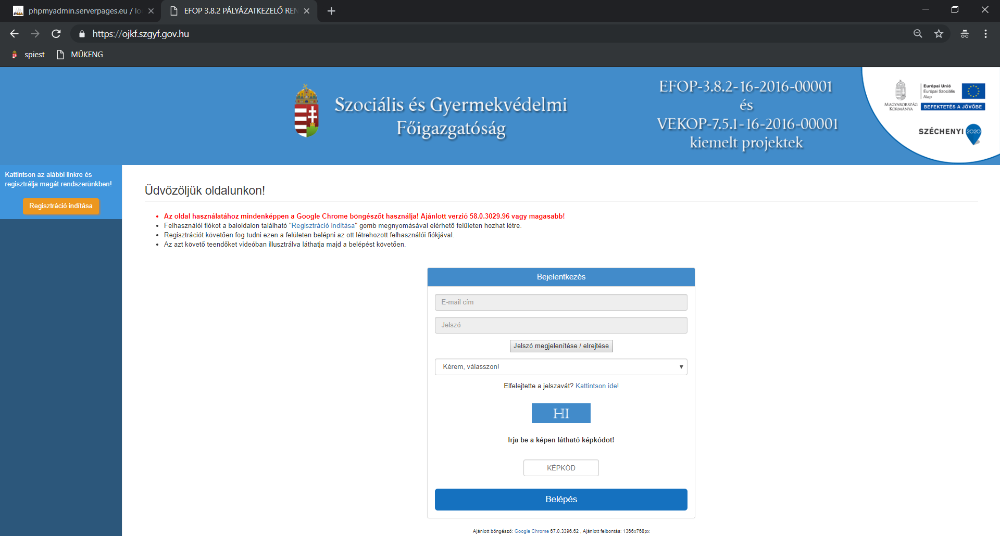 phpmyadmin.serverpages.eu / lo
EFOP 3.8.2 PÁLYÁZATKEZELŐ REN
https://ojkf.szgyf.gov.hu
spiest
MŰKENG
Szociális és Gyermekvédelmi
Főigazgatóság
EFOP-3.8.2-16-2016-00001
és
VEKOP-7.5.1-16-2016-00001
kiemelt projektek
MAGYARORSZÁG
KORMÁNYA
Európai Unió
Európai Szociális
Alap
BEFEKTETÉS A JÖVŐBE
SZÉCHENYI 2020
Kattintson az alábbi linkre és
regisztrálja magát rendszerünkben!
Regisztráció indítása
Üdvözöljük oldalunkon!
Az oldal használatához mindenképpen a Google Chrome böngészőt használja! Ajánlott verzió 58.0.3029.96 vagy magasabb!
Felhasználói fiókot a baloldalon található "Regisztráció indítása" gomb megnyomásával elérhető felületen hozhat létre.
Regisztrációt követően fog tudni ezen a felületen belépni az ott létrehozott felhasználói fiókjával.
Az azt követő teendőket videóban illusztrálva láthatja majd a belépést követően.
Bejelentkezés
E-mail cím
Jelszó
Jelszó megjelenítése / elrejtése
Kérem, válasszon!
Elfelejtette a jelszavát? Kattintson ide!
HI
Irja be a képen látható képkódot!
KÉPKÓD
Belépés
Ajánlott böngésző: Google Chrome 67.0.3396.62 , Ajánlott felbontás: 1366x768px